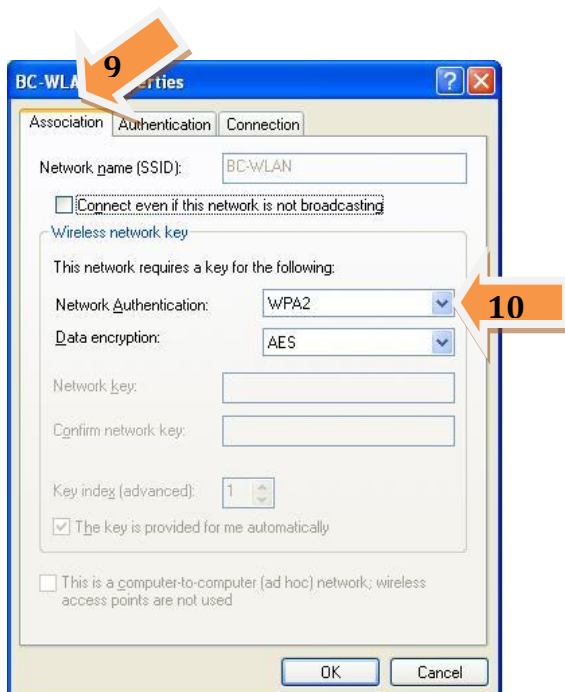 9
BC-WLA erties
Association Authentication Connection
Network name (SSID): BC-WLAN
Connect even if this network is not broadcasting
Wireless network key
This network requires a key for the following:
Network Authentication: WPA2
10
Data encryption: AES
Network key:
Confirm network key:
Key index (advanced): 1
The key is provided for me automatically
This is a computer-to-computer (ad hoc) network; wireless
access points are not used
OK Cancel